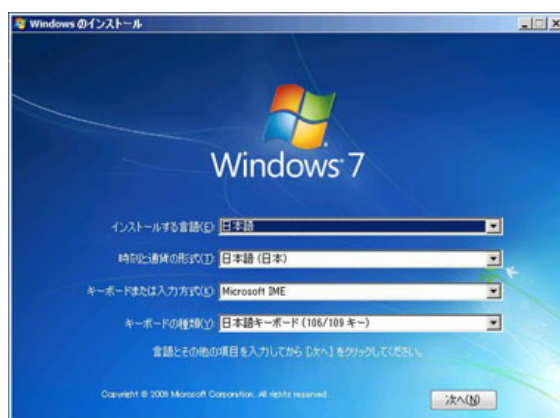 Windows のインストール
Windows 7
インストールする言語(E): 日本語
時刻と通貨の形式(T): 日本語 (日本)
キーボードまたは入力方式(K): Microsoft IME
キーボードの種類(Y): 日本語キーボード (106/109 キー)
言語とその他の項目を入力してから [次へ] をクリックしてください。
Copyright © 2009 Microsoft Corporation. All rights reserved.
次へ(N)